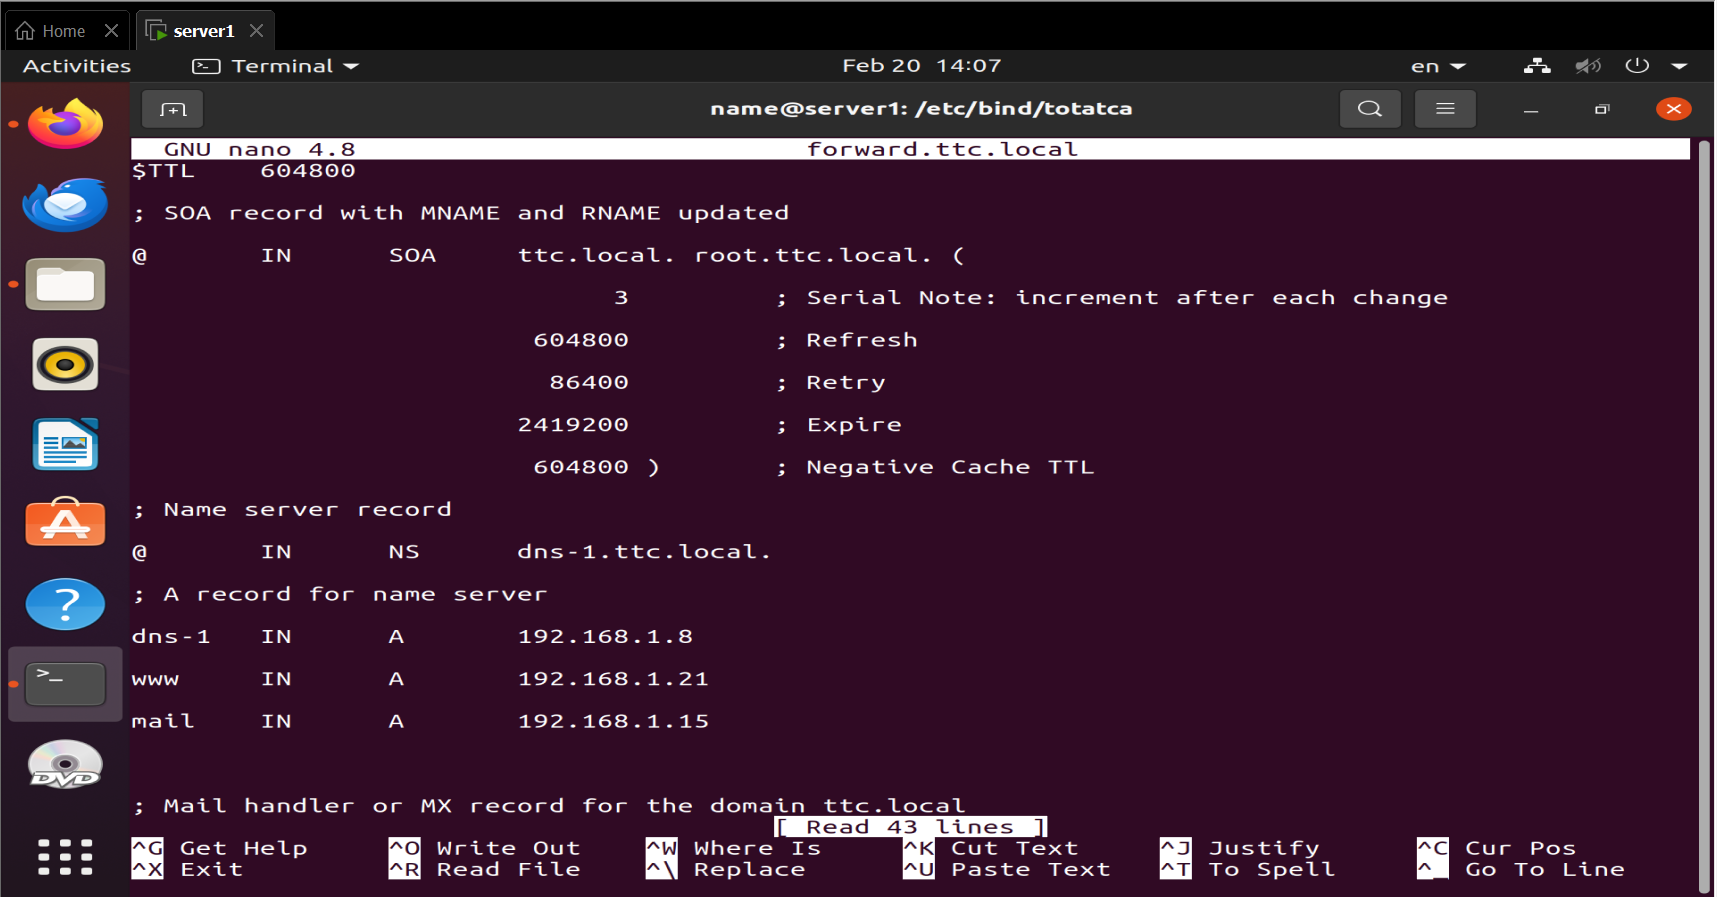 Home
server1
Activities
Terminal
Feb 20 14:07
en
name@server1: /etc/bind/totatca
GNU nano 4.8 forward.ttc.local
$TTL 604800
; SOA record with MNAME and RNAME updated
@ IN SOA ttc.local. root.ttc.local. (
3 ; Serial Note: increment after each change
604800 ; Refresh
86400 ; Retry
2419200 ; Expire
604800 ) ; Negative Cache TTL
; Name server record
@ IN NS dns-1.ttc.local.
; A record for name server
dns-1 IN A 192.168.1.8
www IN A 192.168.1.21
mail IN A 192.168.1.15
; Mail handler or MX record for the domain ttc.local
[ Read 43 lines ]
^G Get Help ^O Write Out ^W Where Is ^K Cut Text ^J Justify ^C Cur Pos
^X Exit ^R Read File ^\ Replace ^U Paste Text ^T To Spell ^_ Go To Line
>_
DVD